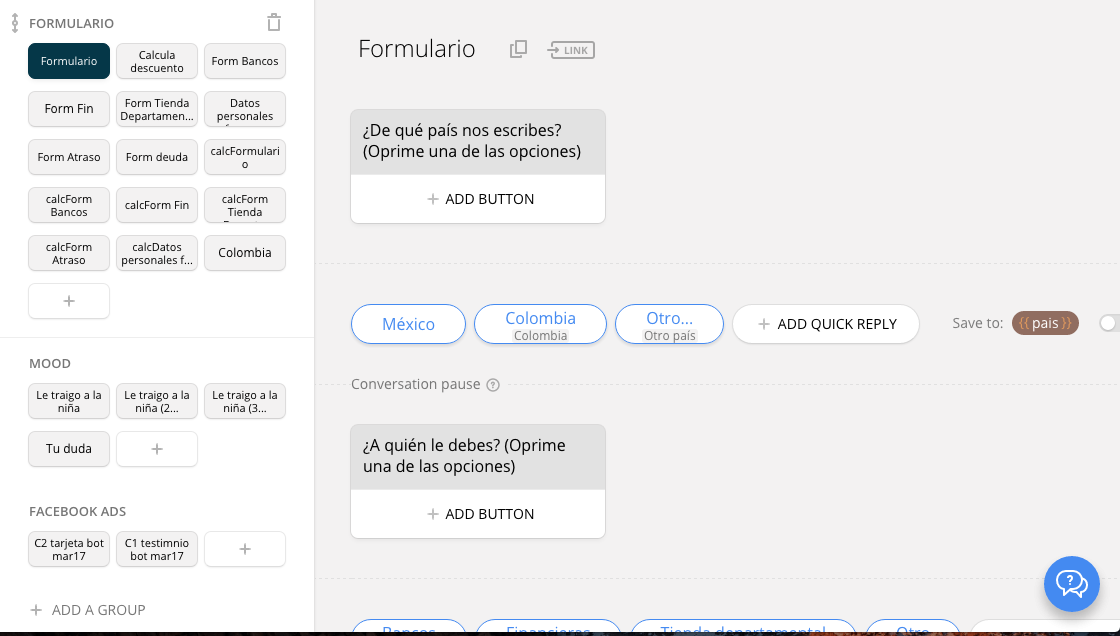 FORMULARIO
Formulario
Calcula
descuento
Form Bancos
Form Fin
Form Tienda
Departamen...
Datos
personales
Form Atraso
Form deuda
calcFormulari
o
calcForm
Bancos
calcForm Fin
calcForm
Tienda
calcForm
Atraso
calcDatos
personales f...
Colombia
+
MOOD
Le traigo a la
niña
Le traigo a la
niña (2...
Le traigo a la
niña (3...
Tu duda
+
FACEBOOK ADS
C2 tarjeta bot
mar17
C1 testimnio
bot mar17
+
+ ADD A GROUP
Formulario
LINK
¿De qué país nos escribes?
(Oprime una de las opciones)
+ ADD BUTTON
México
Colombia
Colombia
Otro...
Otro país
+ ADD QUICK REPLY
Save to: {{ pais }}
Conversation pause ?
¿A quién le debes? (Oprime
una de las opciones)
+ ADD BUTTON
Bancos
Financieras
Tienda departamental
Otro